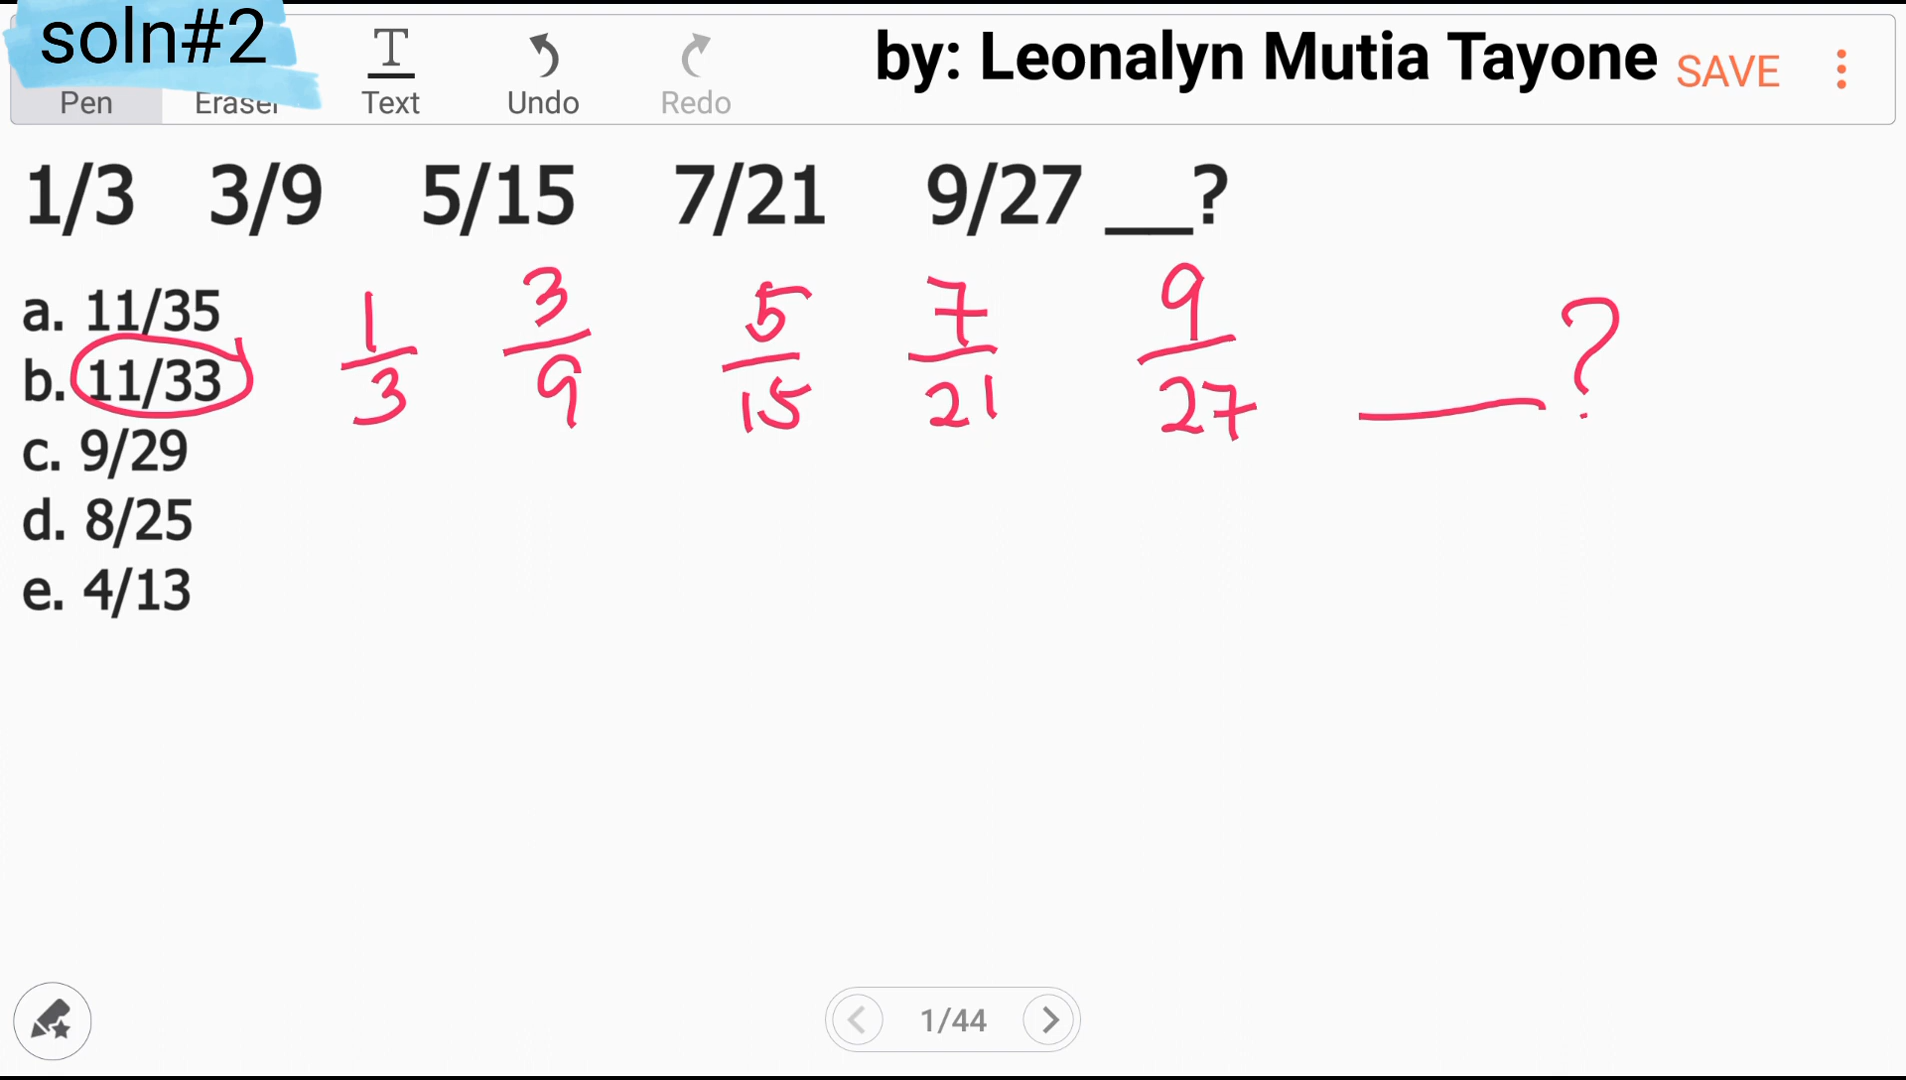 soln#2
by: Leonalyn Mutia Tayone
SAVE
Pen Eraser Text Undo Redo
1/3 3/9 5/15 7/21 9/27 __?
a. 11/35
b. 11/33
c. 9/29
d. 8/25
e. 4/13
1/3 3/9 5/15 7/21 9/27 __?
1/44